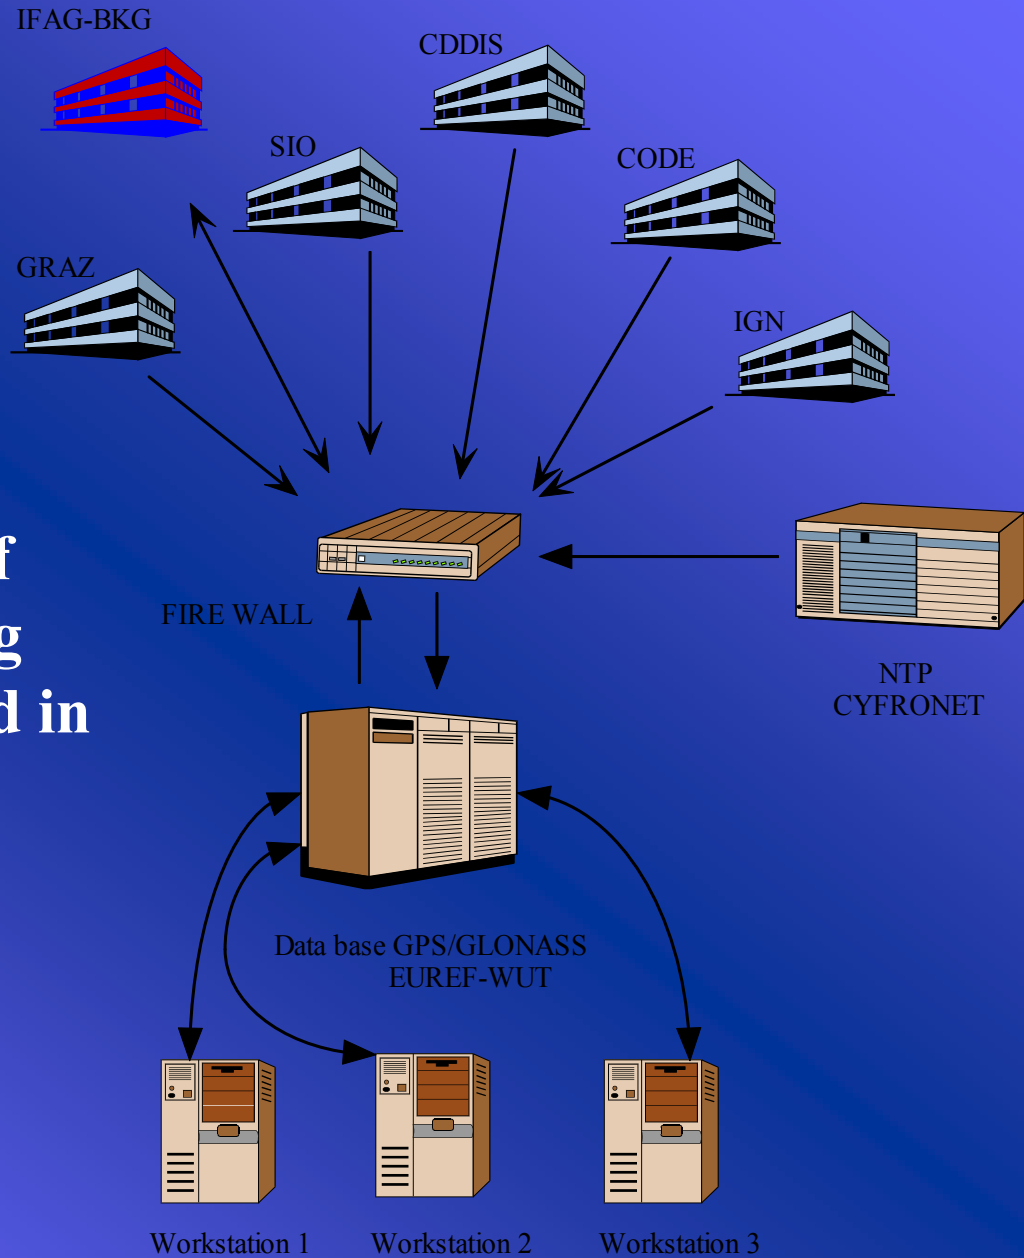 IFAG-BKG
CDDIS
SIO
CODE
GRAZ
IGN
FIRE WALL
NTP
CYFRONET
d in
Data base GPS/GLONASS
EUREF-WUT
Workstation 1
Workstation 2
Workstation 3